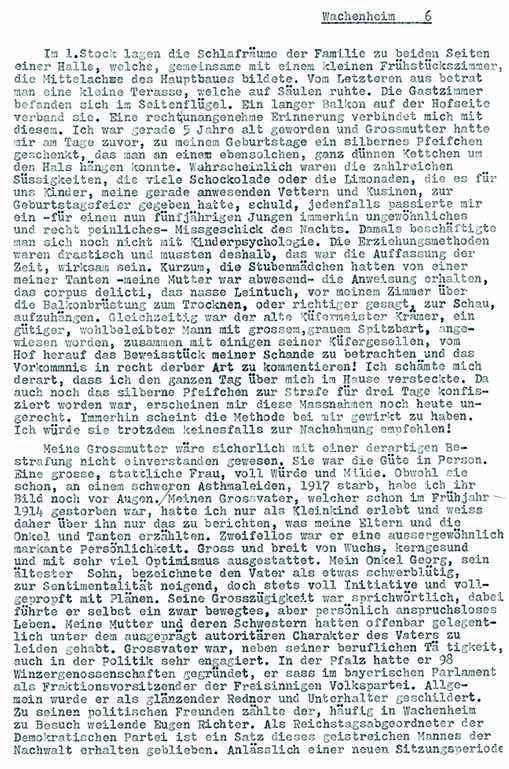 Wachenheim 6
Im 1.Stock lagen die Schlafräume der Familie zu beiden Seiten
einer Halle, welche, gemeinsame mit einem kleinen Frühstückszimmer,
die Mittelachse des Hauptbaues bildete. Vom Letzteren aus betrat
man eine kleine Terasse, welche auf Säulen ruhte. Die Gastzimmer
befanden sich im Seitenflügel. Ein langer Balkon auf der Hofseite
verband sie. Eine recht unangenehme Erinnerung verbindet mich mit
diesem. Ich war gerade 5 Jahre alt geworden und Grossmutter hatte
mir am Tage zuvor, zu meinem Geburtstage ein silbernes Pfeifchen
geschenkt, das man an einem ebensolchen, ganz dünnen Kettchen um
den Hals hängen konnte. Wahrscheinlich waren die zahlreichen
Süssigkeiten, die viele Schockolade oder die Limonaden, die es für
uns Kinder, meine gerade anwesenden Vettern und Kusinen, zur
Geburtstagsfeier gegeben hatte, schuld, jedenfalls passierte mir
ein -für einen nun fünfjährigen Jungen immerhin ungewöhnliches
und recht peinliches- Missgeschick des Nachts. Damals beschäftigte
man sich noch nicht mit Kinderpsychologie. Die Erziehungsmethoden
waren drastisch und mussten deshalb, das war die Auffassung der
Zeit, wirksam sein. Kurzum, die Stubenmädchen hatten von einer
meiner Tanten -meine Mutter war abwesend- die Anweisung erhalten,
das corpus delicti, das nasse Leintuch, vor meinem Zimmer über
die Balkonbrüstung zum Trocknen, oder richtiger gesagt, zur Schau,
aufzuhängen. Gleichzeitig war der alte Küfermeister Krämer, ein
gütiger, wohlbeleibter Mann mit grossem,grauem Spitzbart, ange-
wiesen worden, zusammen mit einigen seiner Küfergesellen, vom
Hof herauf das Beweisstück meiner Schande zu betrachten und das
Vorkommnis in recht derber Art zu kommentieren! Ich schämte mich
derart, dass ich den ganzen Tag über mich im Hause versteckte. Da
auch noch das silberne Pfeifchen zur Strafe für drei Tage konfis-
ziert worden war, erscheinen mir diese Massnahmen noch heute un-
gerecht. Immerhin scheint die Methode bei mir gewirkt zu haben.
Ich würde sie trotzdem keinesfalls zur Nachahmung empfehlen!
Meine Grossmutter wäre sicherlich mit einer derartigen Be-
strafung nicht einverstanden gewesen. Sie war die Güte in Person.
Eine grosse, stattliche Frau, voll Würde und Milde. Obwohl sie
schon, an einem schweren Astmaleiden, 1917 starb, habe ich ihr
Bild noch vor Augen./Meinen Grosvater, welcher schon im Frühjahr
1914 gestorben war, hatte ich nur als Kleinkind erlebt und weiss
daher über ihn nur das zu berichten, was meine Eltern und die
Onkel und Tanten erzählten. Zweifellos war er eine aussergewöhnlich
markante Persönlichkeit. Gross und breit von Wuchs, kerngesund
und mit sehr viel Optimismus ausgestattet. Mein Onkel Georg, sein
ältester Sohn, bezeichnete den Vater als etwas schwerblütig,
zur Sentimentalität neigend, doch stets voll Initiative und voll-
gepropft mit Plänen. Seine Grosszügigkeit war sprichwörtlich, dabei
führte er selbst ein zwar bewegtes, aber persönlich anspruchsloses
Leben. Meine Mutter und deren Schwestern hatten offenbar gelegent-
lich unter dem ausgeprägt autoritären Charakter des Vaters zu
leiden gehabt. Grossvater war, neben seiner beruflichen Tä tigkeit,
auch in der Politik sehr engagiert. In der Pfalz hatte er 98
Winzergenossenschaften gegründet, er sass im bayerischen Parlament
als Fraktionsvorsitzender der Freisinnigen Volkspartei. Allge-
mein wurde er als glänzender Redner und Unterhalter geschildert.
Zu seinen politischen Freunden zählte der, häufig in Wachenheim
zu Besuch weilende Eugen Richter. Als Reichstagsabgeordneter der
Demokratischen Partei ist ein Satz dieses geistreichen Mannes der
Nachwalt erhalten geblieben. Anlässlich einer neuen Sitzungsperiode